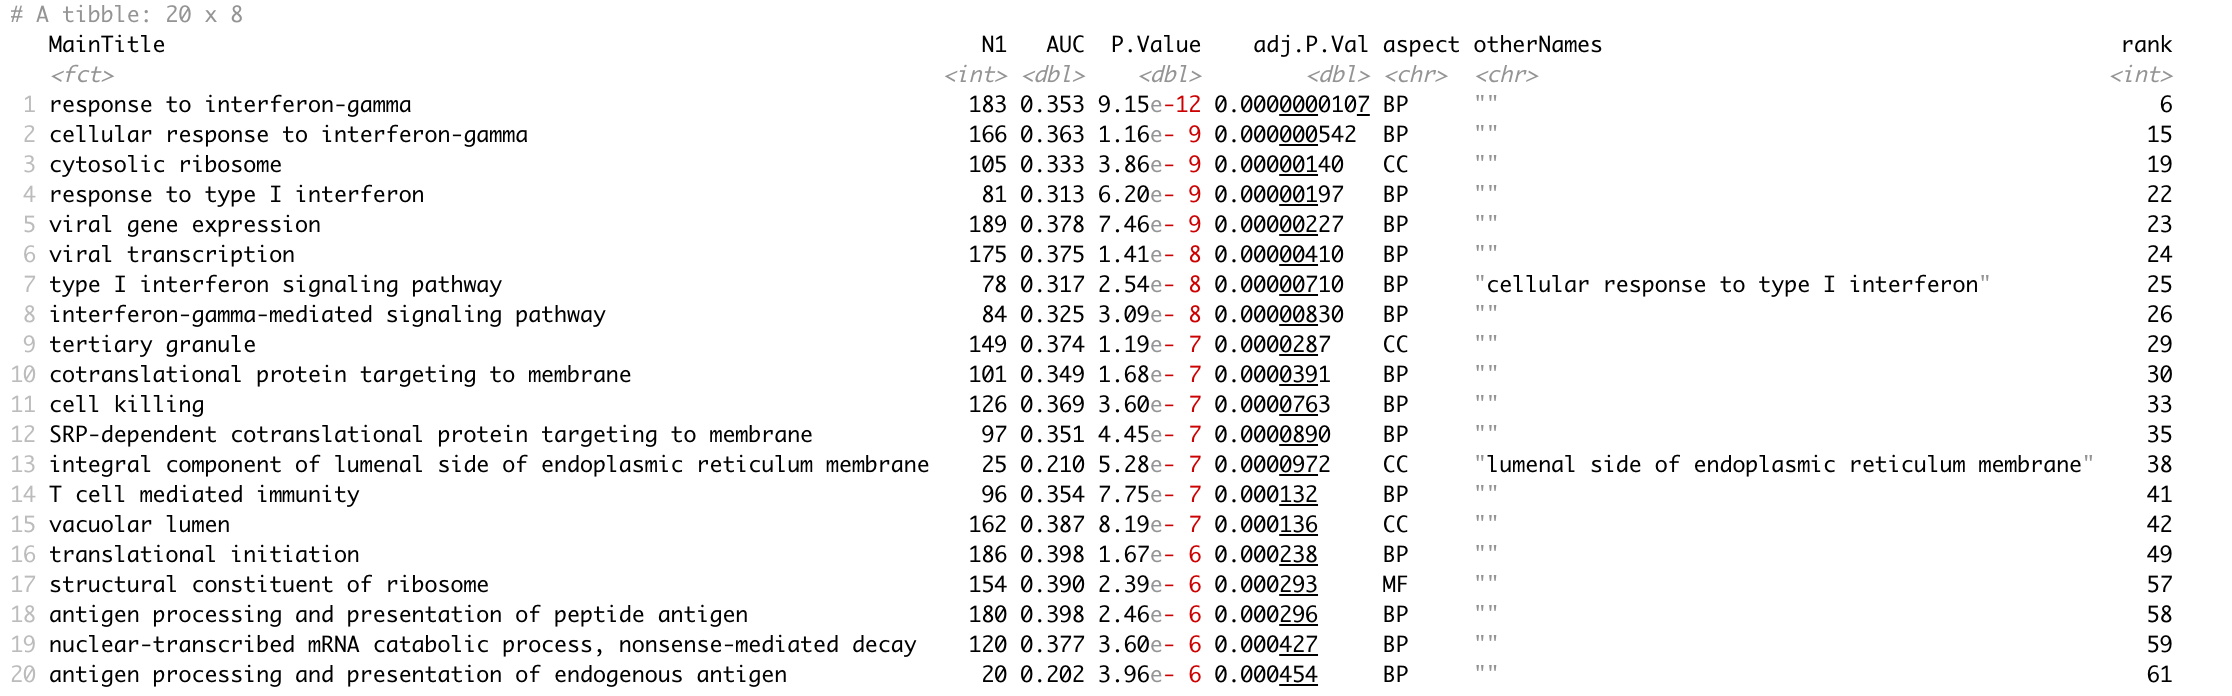 # A tibble: 20 x 8
   MainTitle                                                               N1   AUC  P.Value    adj.P.Val aspect otherNames                                        rank
   <fct>                                                                <int> <dbl>    <dbl>        <dbl> <chr>  <chr>                                            <int>
 1 response to interferon-gamma                                           183 0.353 9.15e-12 0.0000000107 BP     ""                                                   6
 2 cellular response to interferon-gamma                                  166 0.363 1.16e- 9 0.000000542  BP     ""                                                  15
 3 cytosolic ribosome                                                     105 0.333 3.86e- 9 0.00000140   CC     ""                                                  19
 4 response to type I interferon                                           81 0.313 6.20e- 9 0.00000197   BP     ""                                                  22
 5 viral gene expression                                                  189 0.378 7.46e- 9 0.00000227   BP     ""                                                  23
 6 viral transcription                                                    175 0.375 1.41e- 8 0.00000410   BP     ""                                                  24
 7 type I interferon signaling pathway                                     78 0.317 2.54e- 8 0.00000710   BP     "cellular response to type I interferon"            25
 8 interferon-gamma-mediated signaling pathway                             84 0.325 3.09e- 8 0.00000830   BP     ""                                                  26
 9 tertiary granule                                                       149 0.374 1.19e- 7 0.0000287    CC     ""                                                  29
10 cotranslational protein targeting to membrane                          101 0.349 1.68e- 7 0.0000391    BP     ""                                                  30
11 cell killing                                                           126 0.369 3.60e- 7 0.0000763    BP     ""                                                  33
12 SRP-dependent cotranslational protein targeting to membrane             97 0.351 4.45e- 7 0.0000890    BP     ""                                                  35
13 integral component of lumenal side of endoplasmic reticulum membrane    25 0.210 5.28e- 7 0.0000972    CC     "lumenal side of endoplasmic reticulum membrane"    38
14 T cell mediated immunity                                                96 0.354 7.75e- 7 0.000132     BP     ""                                                  41
15 vacuolar lumen                                                         162 0.387 8.19e- 7 0.000136     CC     ""                                                  42
16 translational initiation                                               186 0.398 1.67e- 6 0.000238     BP     ""                                                  49
17 structural constituent of ribosome                                     154 0.390 2.39e- 6 0.000293     MF     ""                                                  57
18 antigen processing and presentation of peptide antigen                 180 0.398 2.46e- 6 0.000296     BP     ""                                                  58
19 nuclear-transcribed mRNA catabolic process, nonsense-mediated decay    120 0.377 3.60e- 6 0.000427     BP     ""                                                  59
20 antigen processing and presentation of endogenous antigen               20 0.202 3.96e- 6 0.000454     BP     ""                                                  61